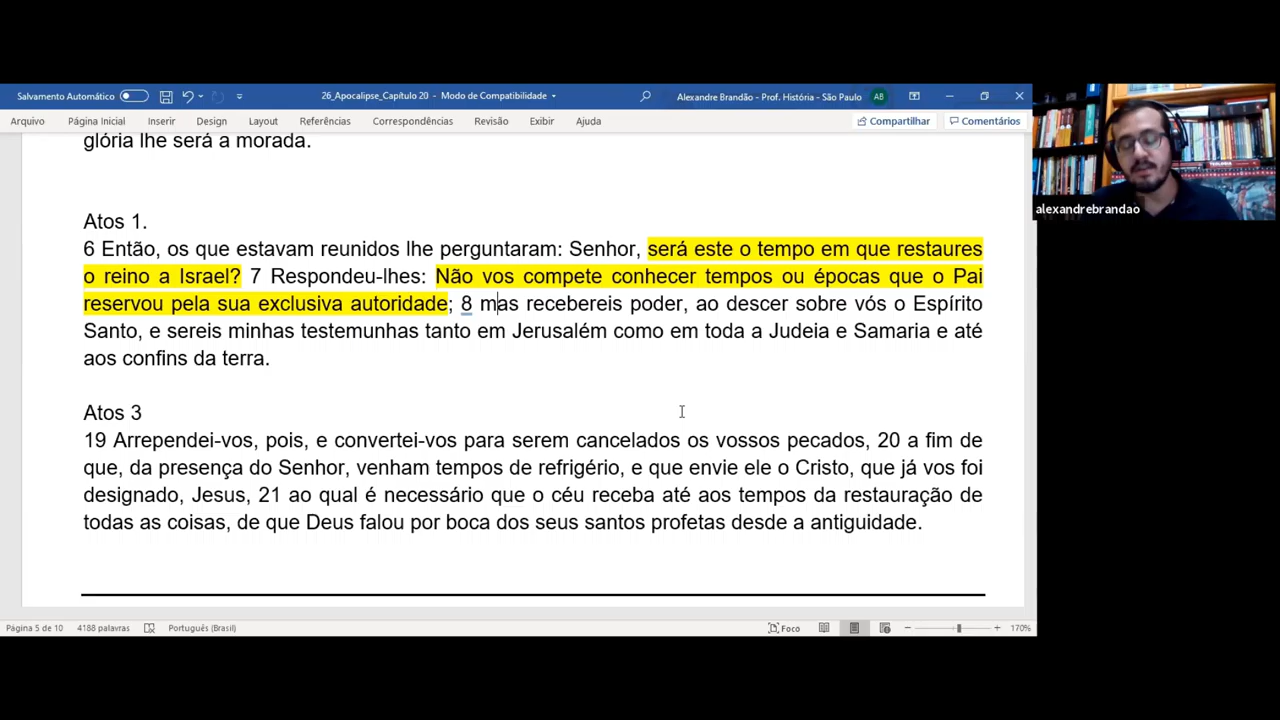 Salvamento Automático
26_Apocalipse_Capítulo 20 - Modo de Compatibilidade
Alexandre Brandão - Prof. História - São Paulo AB
Arquivo Página Inicial Inserir Design Layout Referências Correspondências Revisão Exibir Ajuda Compartilhar Comentários
glória lhe será a morada.
Atos 1.
6 Então, os que estavam reunidos lhe perguntaram: Senhor, será este o tempo em que restaures
o reino a Israel? 7 Respondeu-lhes: Não vos compete conhecer tempos ou épocas que o Pai
reservou pela sua exclusiva autoridade; 8 mas recebereis poder, ao descer sobre vós o Espírito
Santo, e sereis minhas testemunhas tanto em Jerusalém como em toda a Judeia e Samaria e até
aos confins da terra.
Atos 3
19 Arrependei-vos, pois, e convertei-vos para serem cancelados os vossos pecados, 20 a fim de
que, da presença do Senhor, venham tempos de refrigério, e que envie ele o Cristo, que já vos foi
designado, Jesus, 21 ao qual é necessário que o céu receba até aos tempos da restauração de
todas as coisas, de que Deus falou por boca dos seus santos profetas desde a antiguidade.
Página 5 de 10 4188 palavras Português (Brasil) Foco 170%
alexandrebrandao